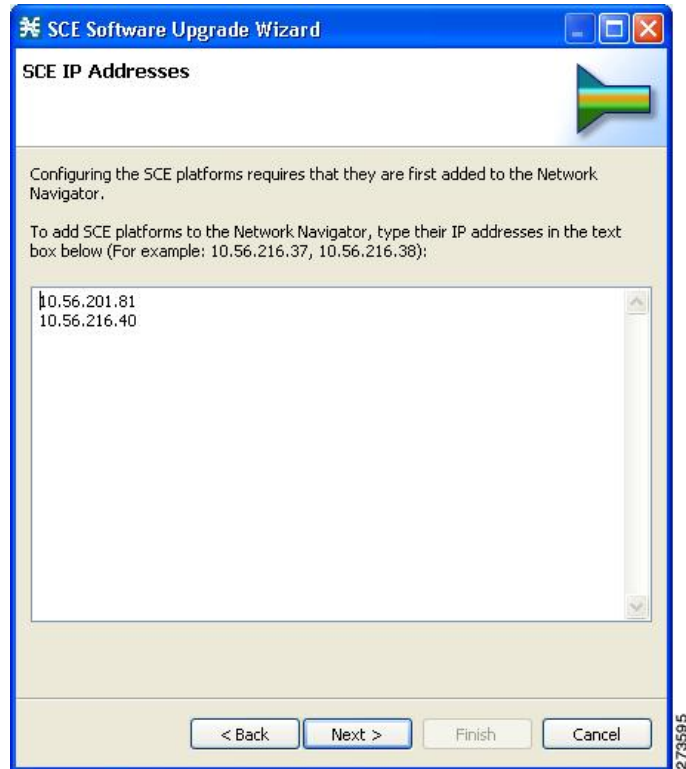 SCE Software Upgrade Wizard
SCE IP Addresses
Configuring the SCE platforms requires that they are first added to the Network
Navigator.
To add SCE platforms to the Network Navigator, type their IP addresses in the text
box below (For example: 10.56.216.37, 10.56.216.38):
10.56.201.81
10.56.216.40
< Back
Next >
Finish
Cancel
273595